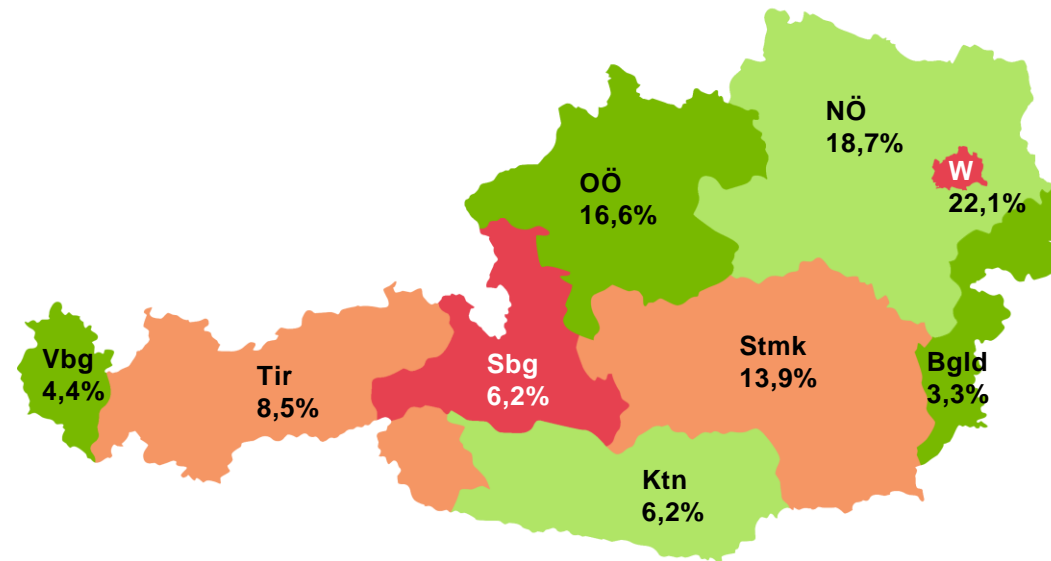 NÖ
18,7%
W
22,1%
OÖ
16,6%
Vbg
4,4%
Tir
8,5%
Sbg
6,2%
Stmk
13,9%
Bgld
3,3%
Ktn
6,2%